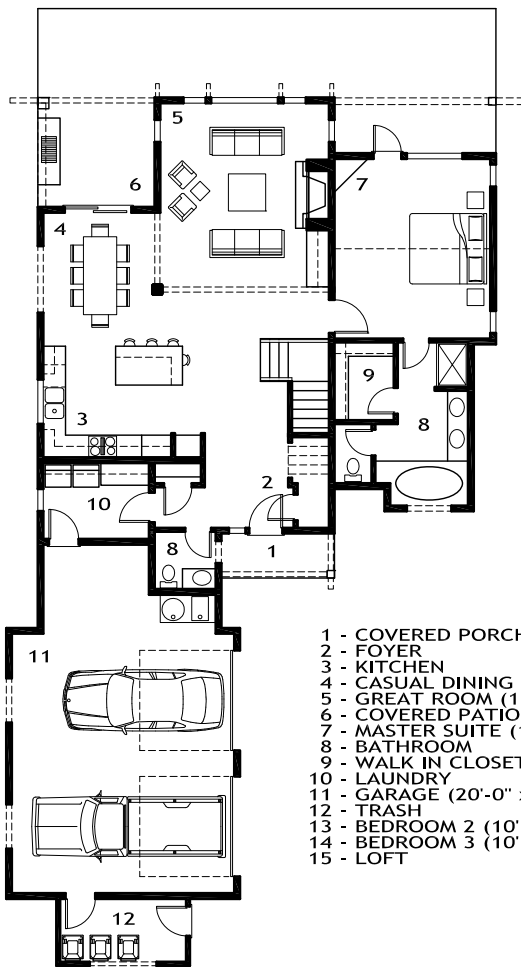 5
6
7
4
9
3
8
10
2
8
1
11
12
1 - COVERED PORCH
2 - FOYER
3 - KITCHEN
4 - CASUAL DINING
5 - GREAT ROOM (1
6 - COVERED PATIO
7 - MASTER SUITE (1
8 - BATHROOM
9 - WALK IN CLOSET
10 - LAUNDRY
11 - GARAGE (20'-0" x
12 - TRASH
13 - BEDROOM 2 (10'
14 - BEDROOM 3 (10'
15 - LOFT